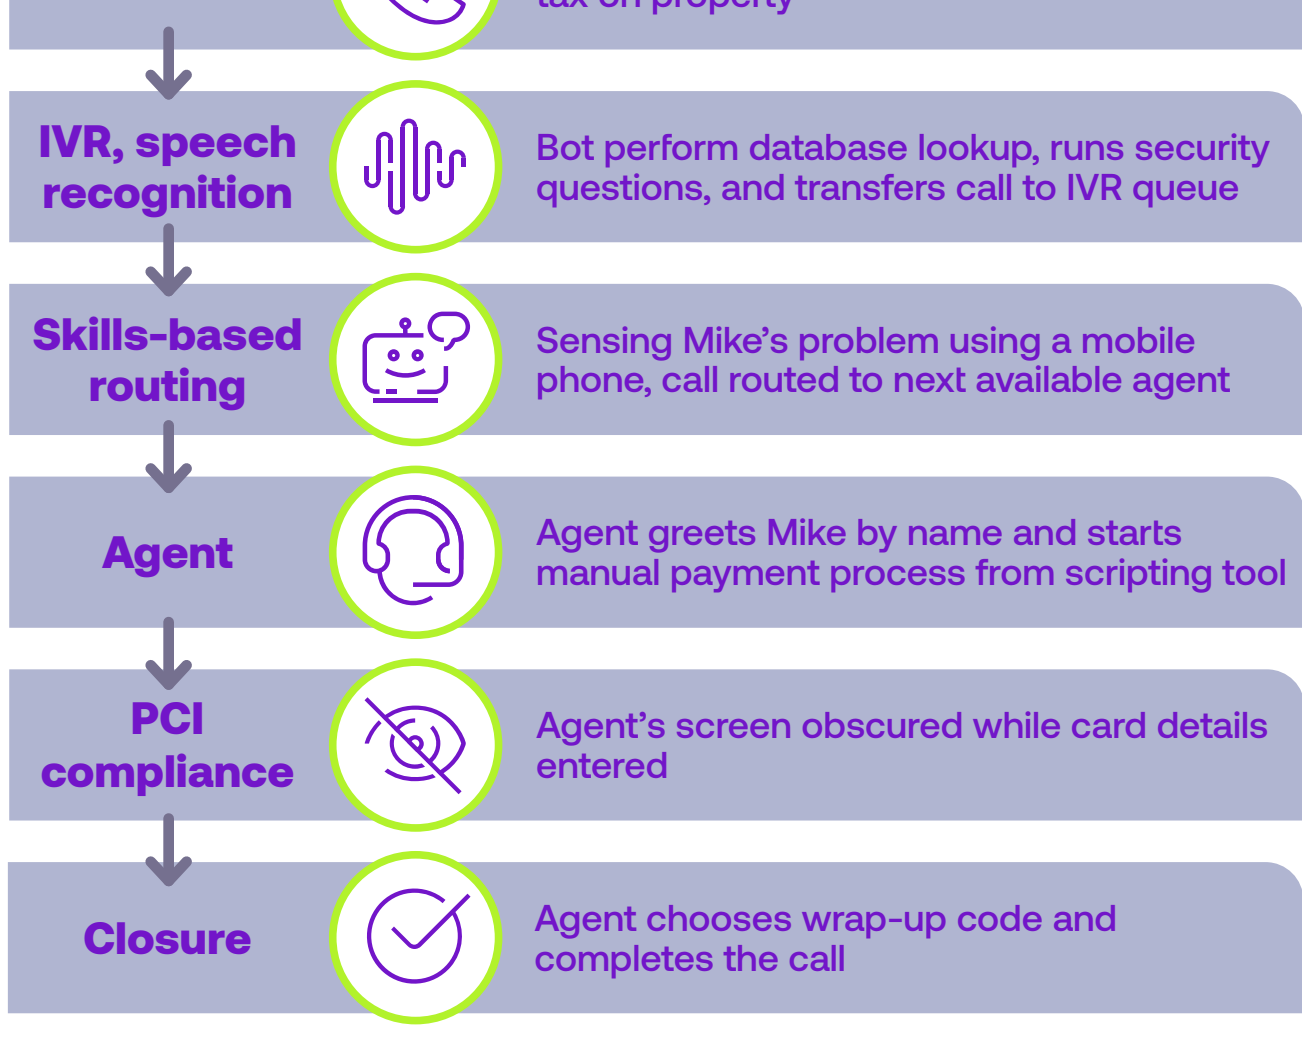 tax on property
IVR, speech
recognition
Bot perform database lookup, runs security
questions, and transfers call to IVR queue
Skills-based
routing
Sensing Mike’s problem using a mobile
phone, call routed to next available agent
Agent
Agent greets Mike by name and starts
manual payment process from scripting tool
PCI
compliance
Agent’s screen obscured while card details
entered
Closure
Agent chooses wrap-up code and
completes the call